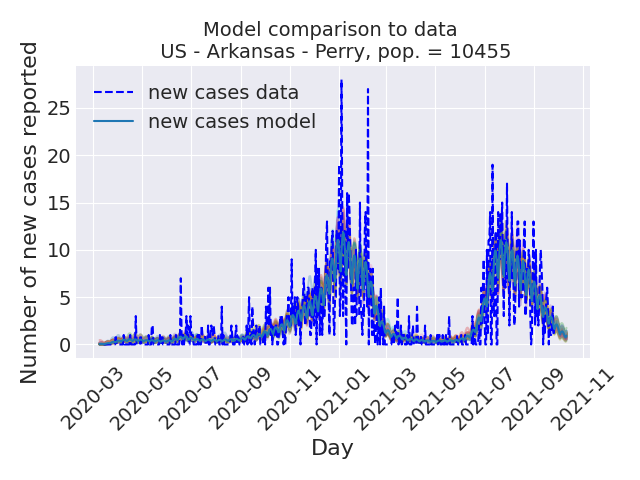 Model comparison to data
US - Arkansas - Perry, pop. = 10455
Number of new cases reported
25
20
15
10
5
0
new cases data
new cases model
2020-03
2020-05
2020-07
2020-09
2020-11
2021-01
2021-03
2021-05
2021-07
2021-09
2021-11
Day